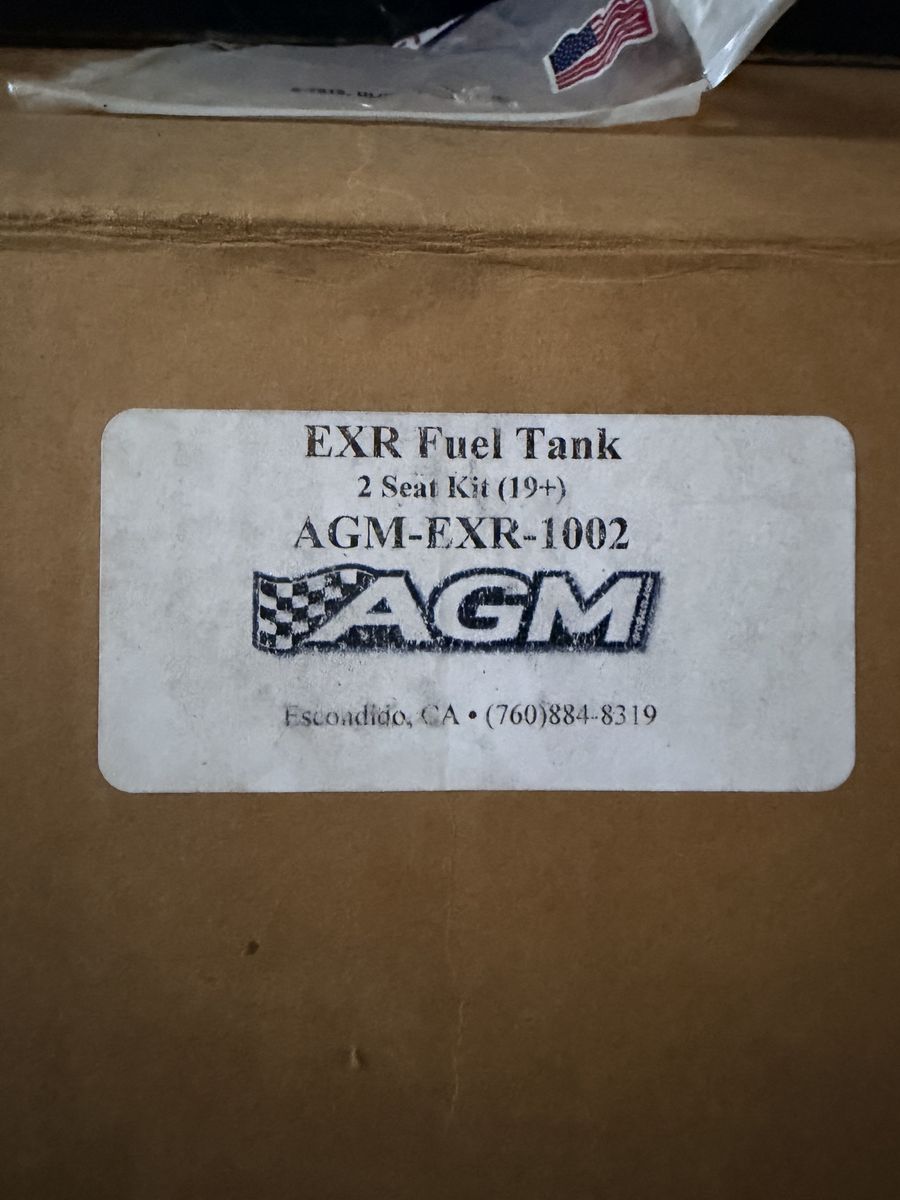 EXR Fuel Tank
2 Seat Kit (19+)
AGM-EXR-1002
AGM
Escondido, CA • (760)884-8319